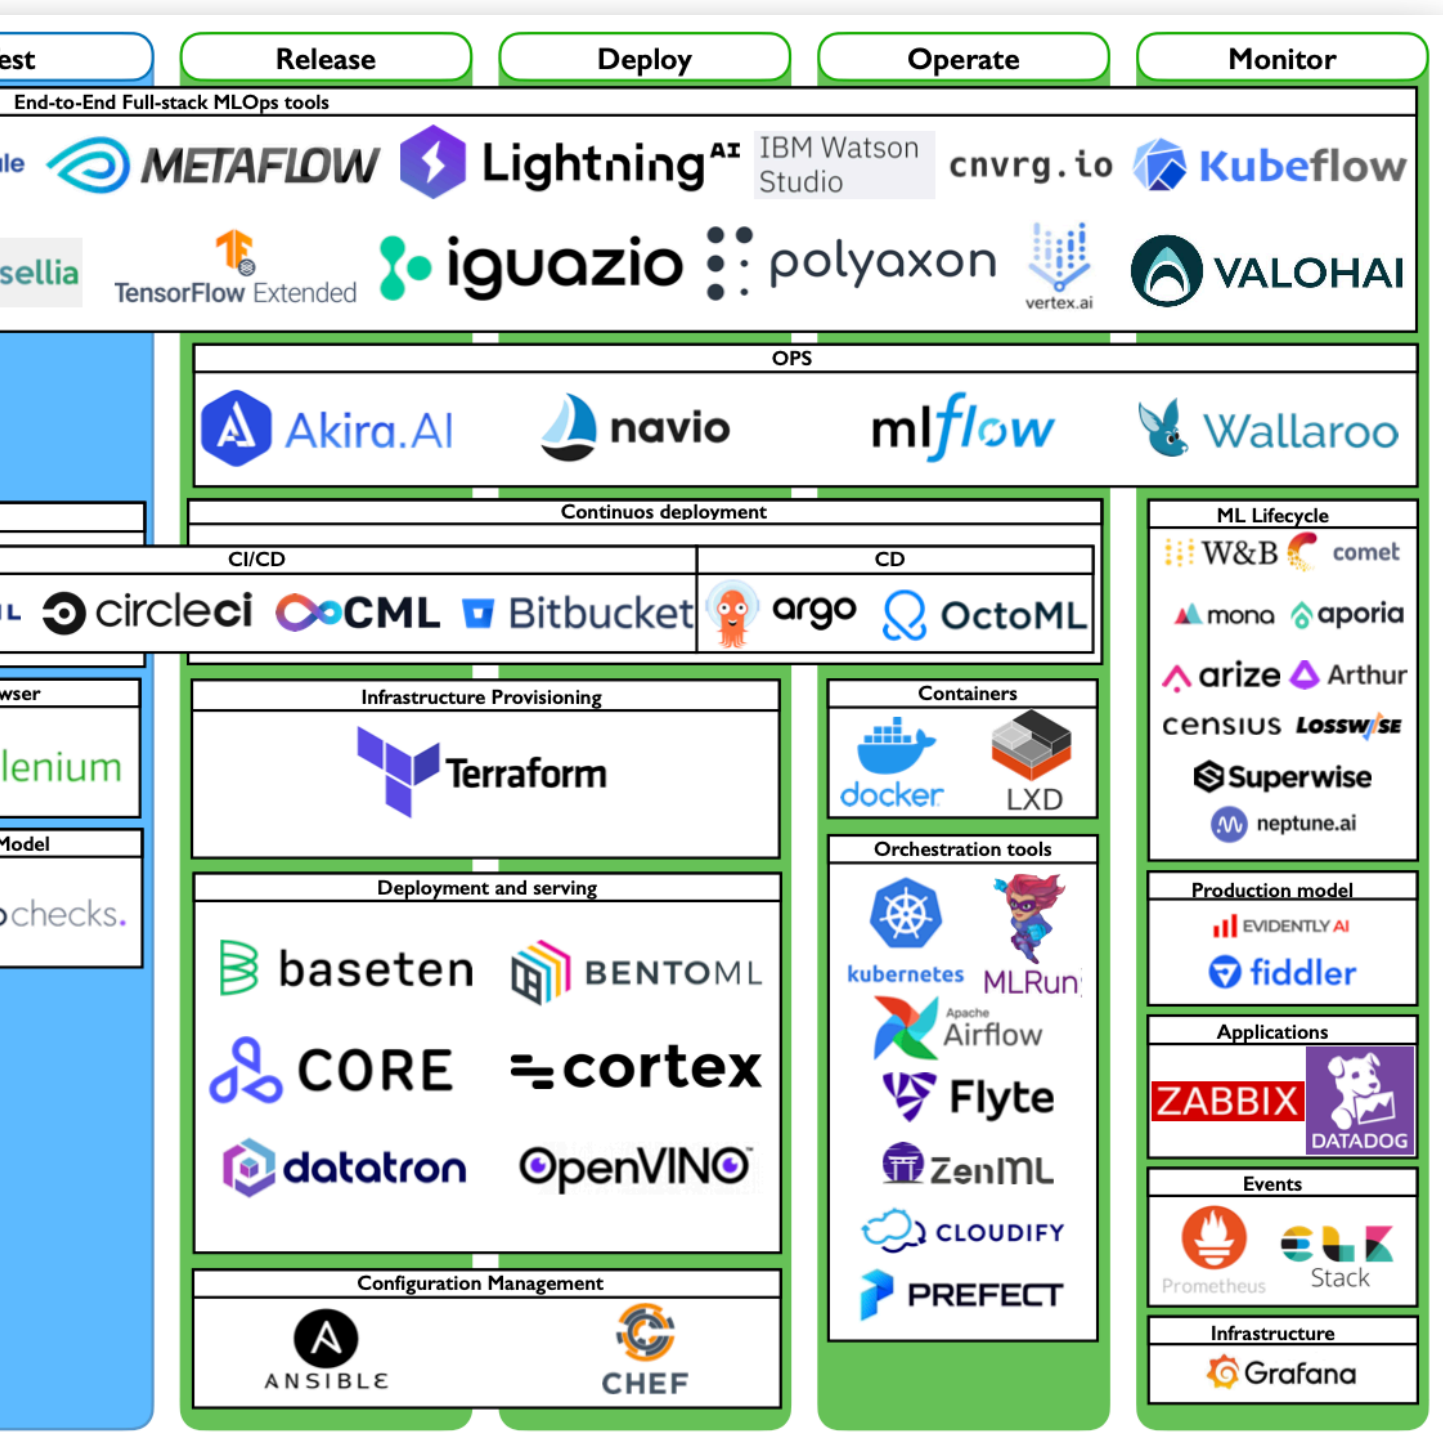 est
Release
Deploy
Operate
Monitor
End-to-End Full-stack MLOps tools
le
METAFLOW
Lightning AI
IBM Watson
Studio
cnvrg.io
Kubeflow
sellia
TensorFlow Extended
iguazio
polyaxon
vertex.ai
VALOHAI
OPS
Akira.AI
navio
mlflow
Wallaroo
Continuos deployment
CI/CD
CD
circleci
CML
Bitbucket
argo
OctoML
wser
lenium
Model
checks.
Infrastructure Provisioning
Terraform
Deployment and serving
baseten
BENTOML
CORE
cortex
datatron
OpenVINO™
Configuration Management
ANSIBLE
CHEF
Containers
docker
LXD
Orchestration tools
kubernetes
MLRun
Apache
Airflow
Flyte
ZenML
CLOUDIFY
PREFECT
ML Lifecycle
W&B
comet
mona
aporia
arize
Arthur
censius
LOSSWISE
Superwise
neptune.ai
Production model
EVIDENTLY AI
fiddler
Applications
ZABBIX
DATADOG
Events
Prometheus
ELK
Stack
Infrastructure
Grafana